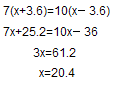 7(x+3.6)=10(x− 3.6)
7x+25.2=10x− 36
3x=61.2
x=20.4